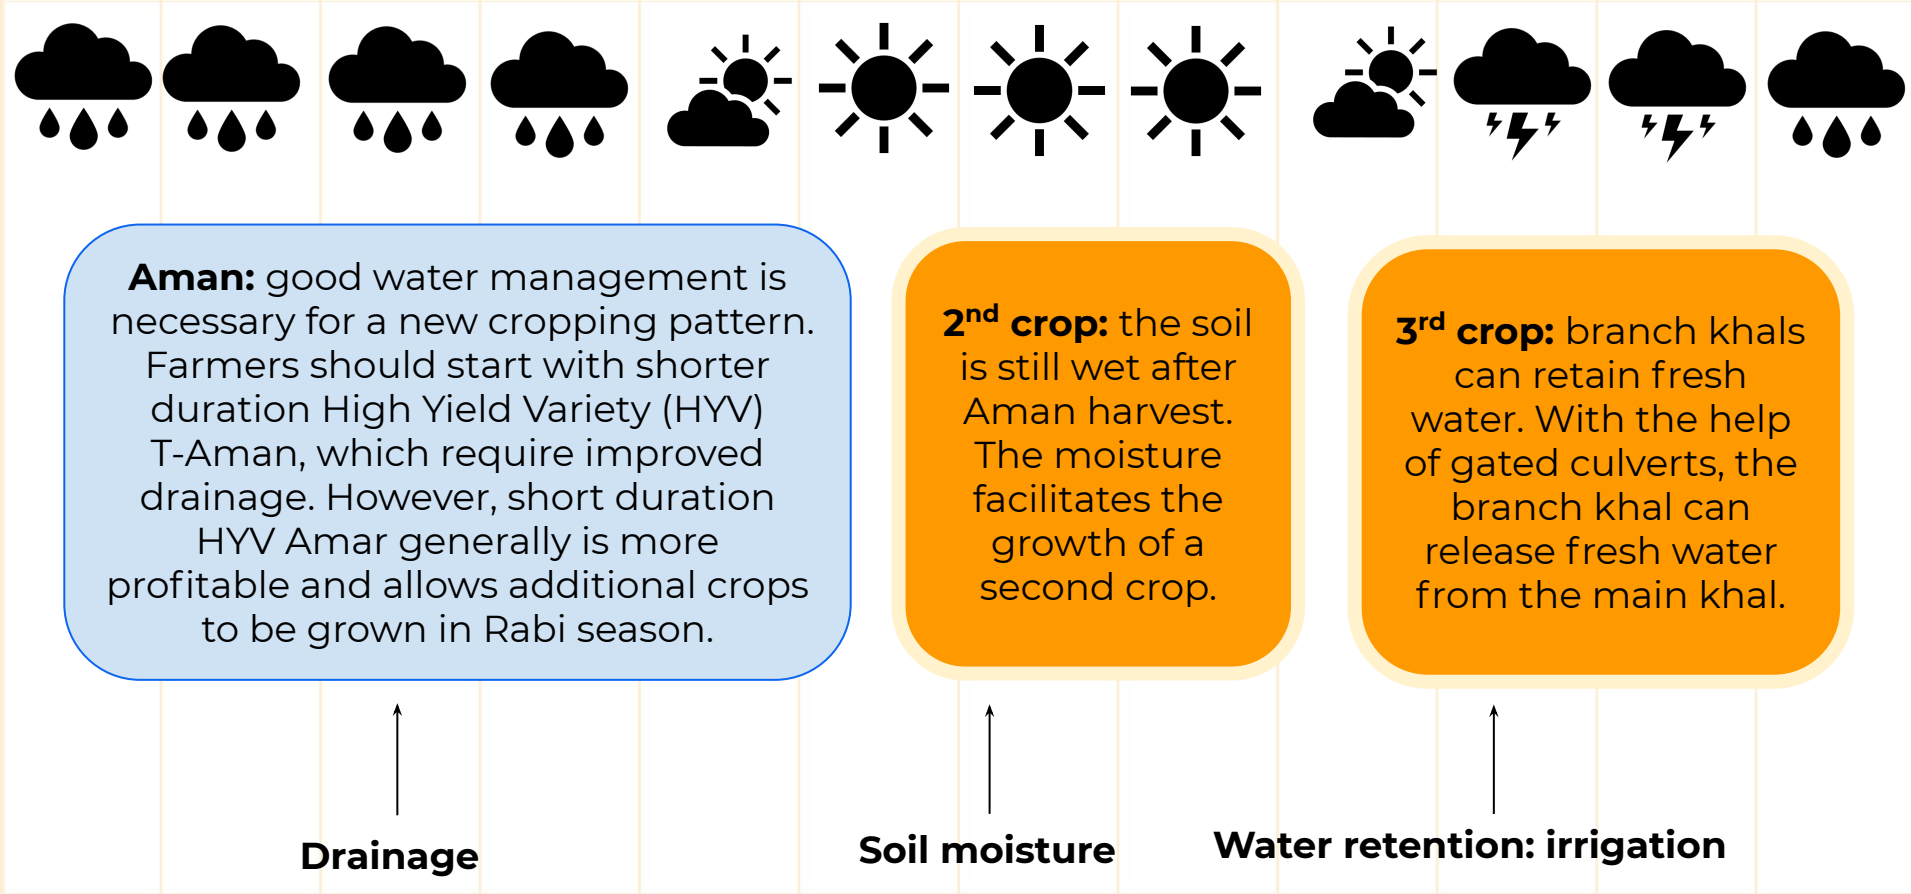 Aman: good water management is
necessary for a new cropping pattern.
Farmers should start with shorter
duration High Yield Variety (HYV)
T-Aman, which require improved
drainage. However, short duration
HYV Amar generally is more
profitable and allows additional crops
to be grown in Rabi season.
2nd crop: the soil
is still wet after
Aman harvest.
The moisture
facilitates the
growth of a
second crop.
3rd crop: branch khals
can retain fresh
water. With the help
of gated culverts, the
branch khal can
release fresh water
from the main khal.
Drainage
Soil moisture
Water retention: irrigation